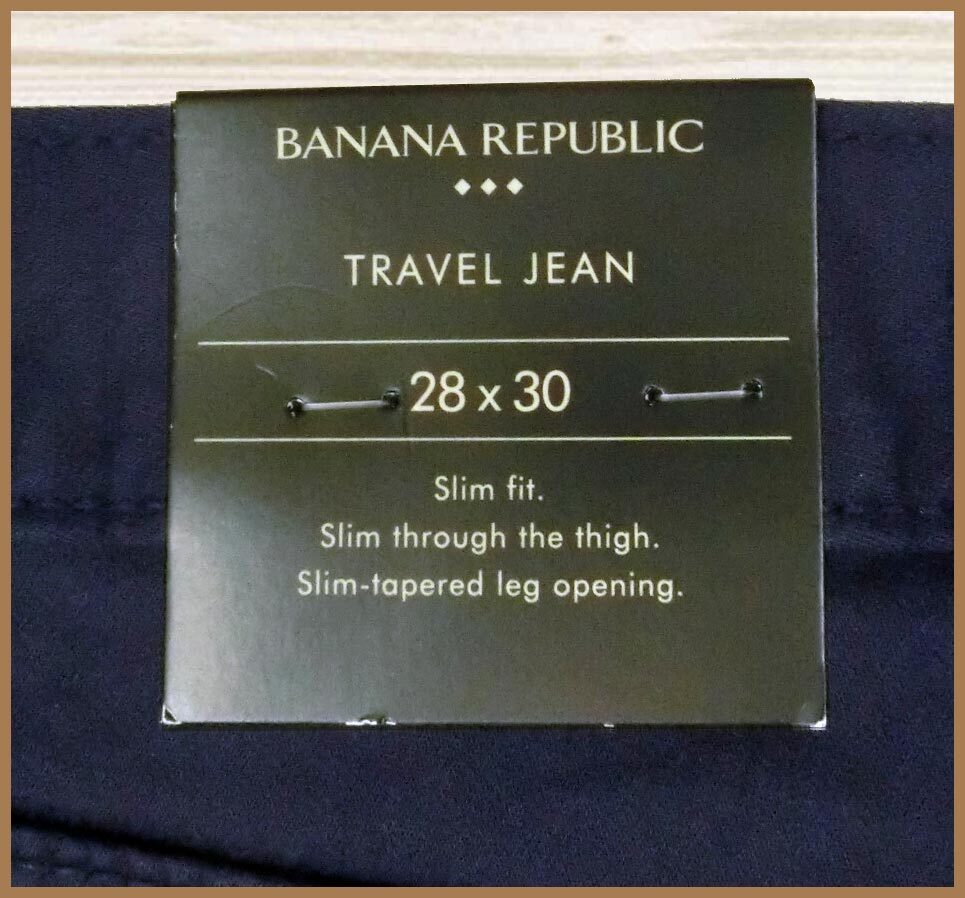 BANANA REPUBLIC
TRAVEL JEAN
28 x 30
Slim fit.
Slim through the thigh.
Slim-tapered leg opening.